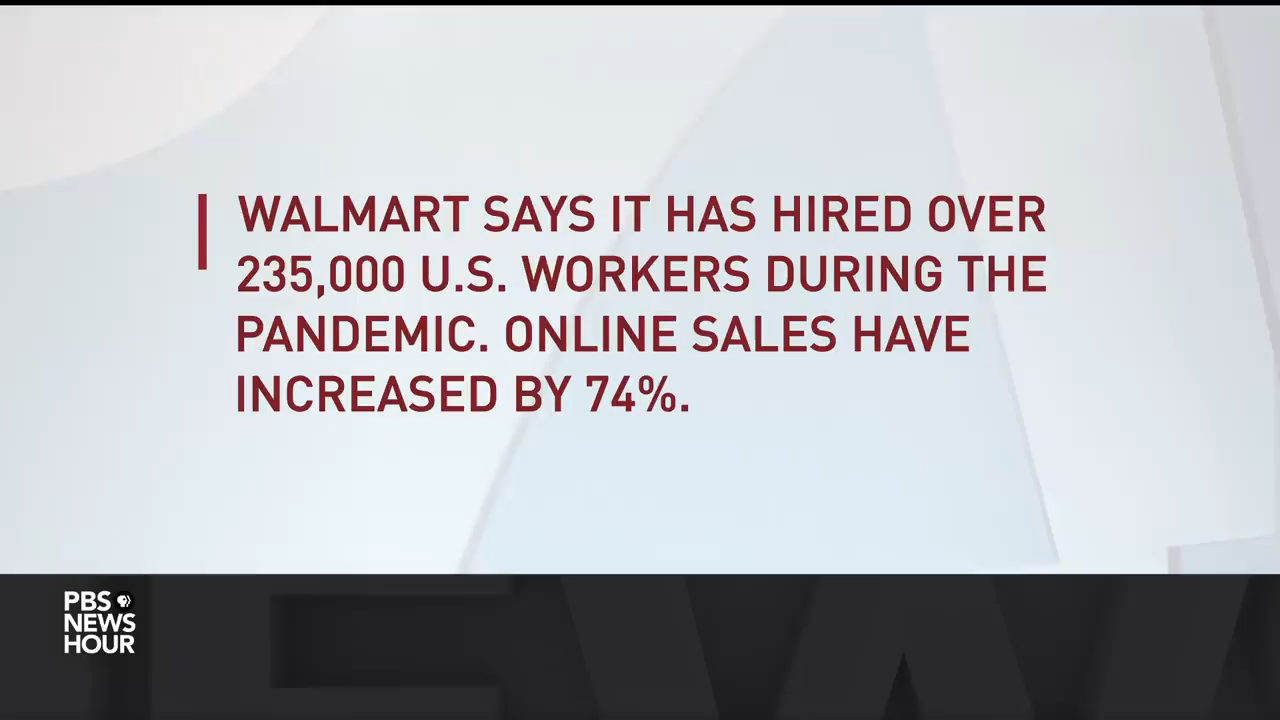 WALMART SAYS IT HAS HIRED OVER
235,000 U.S. WORKERS DURING THE
PANDEMIC. ONLINE SALES HAVE
INCREASED BY 74%.
PBS
NEWS
HOUR